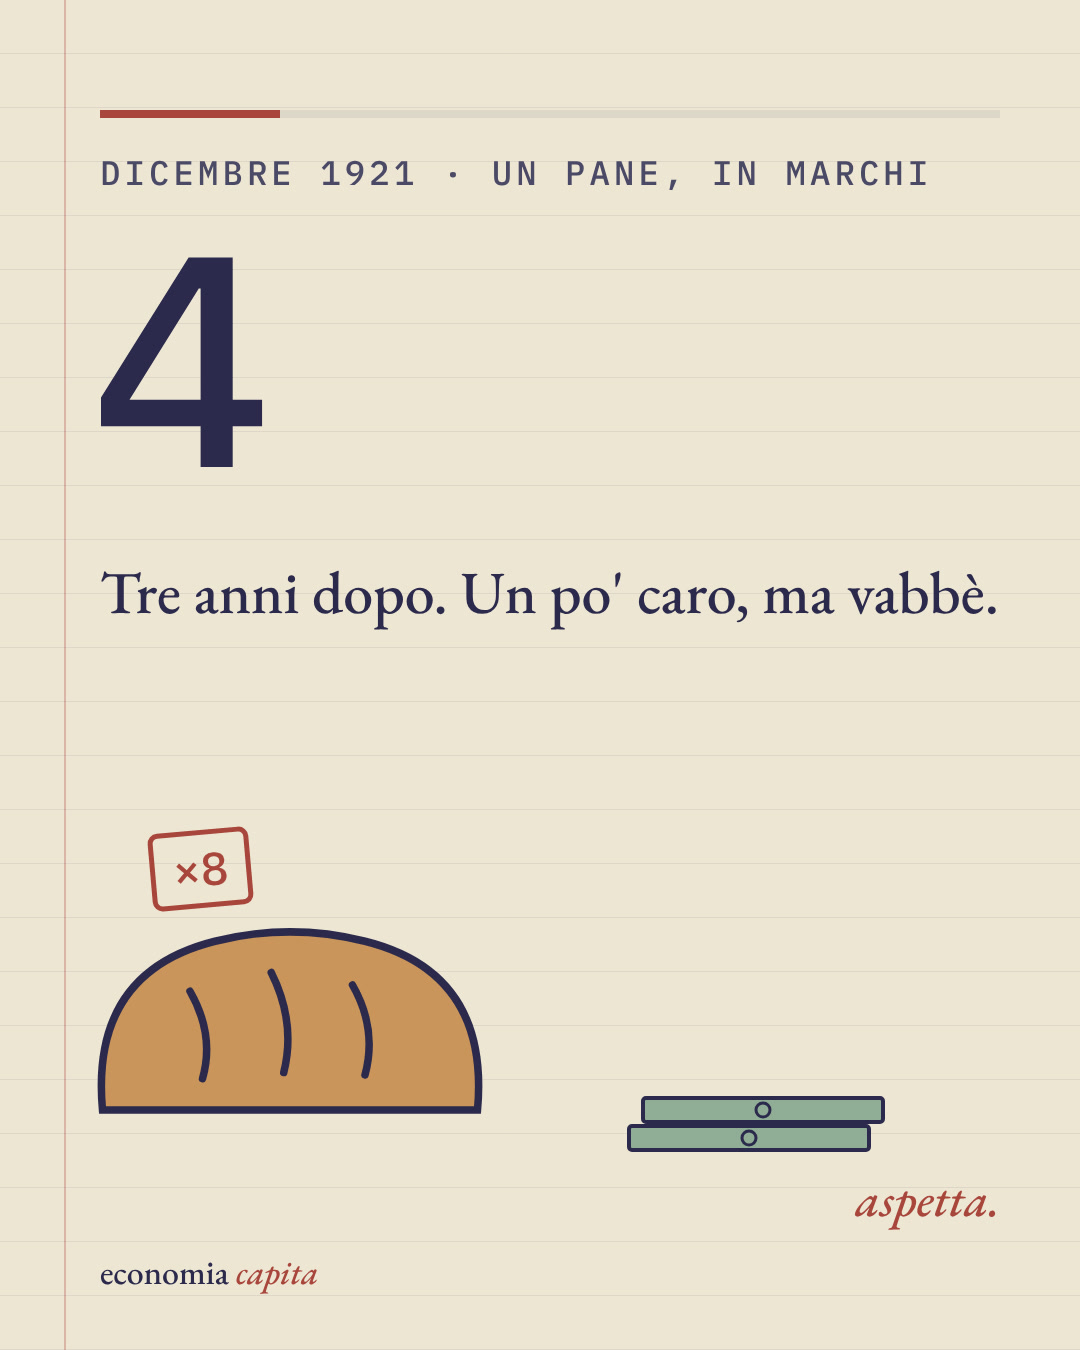 DICEMBRE 1921 · UN PANE, IN MARCHI
4
Tre anni dopo. Un po' caro, ma vabbè.
×8
aspetta.
economia capita